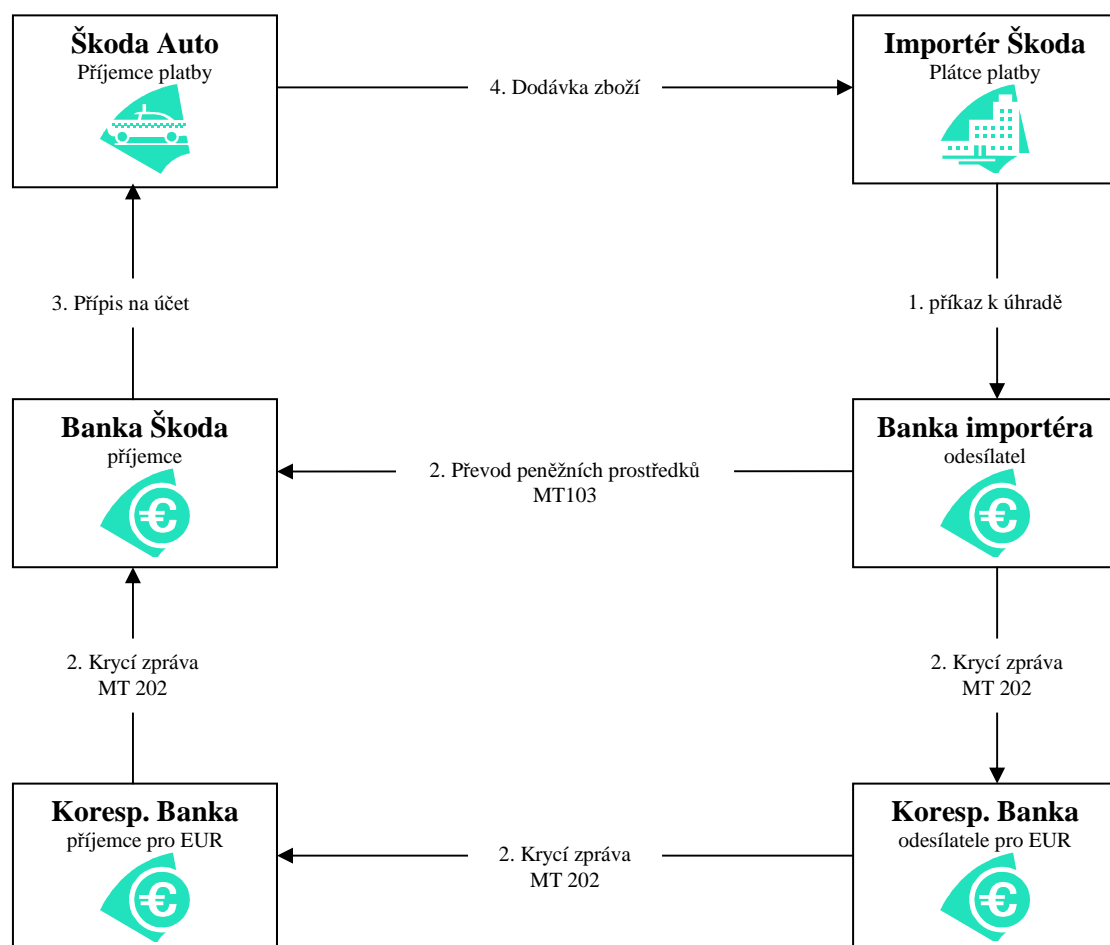 Škoda Auto
Příjemce platby
4. Dodávka zboží
Importér Škoda
Plátce platby
3. Přípis na účet
1. příkaz k úhradě
Banka Škoda
příjemce
2. Převod peněžních prostředků
MT103
Banka importéra
odesílatel
2. Krycí zpráva
MT 202
2. Krycí zpráva
MT 202
Koresp. Banka
příjemce pro EUR
2. Krycí zpráva
MT 202
Koresp. Banka
odesílatele pro EUR